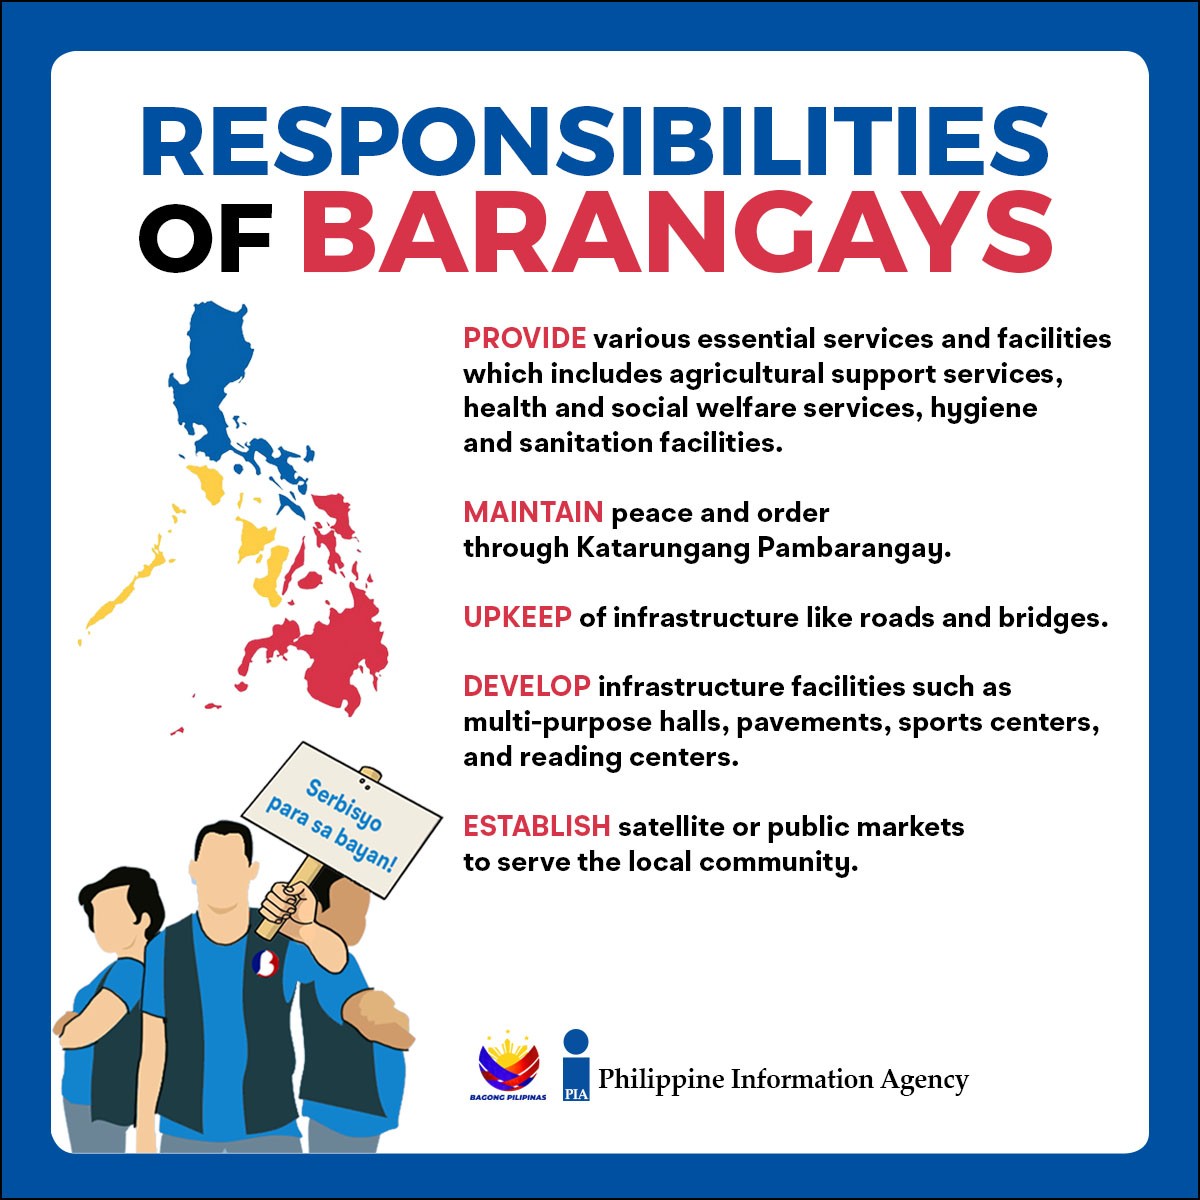 RESPONSIBILITIES
OF BARANGAYS
PROVIDE various essential services and facilities
which includes agricultural support services,
health and social welfare services, hygiene
and sanitation facilities.
MAINTAIN peace and order
through Katarungang Pambarangay.
UPKEEP of infrastructure like roads and bridges.
DEVELOP infrastructure facilities such as
multi-purpose halls, pavements, sports centers,
and reading centers.
ESTABLISH satellite or public markets
to serve the local community.
Serbisyo
para sa bayan!
B
BAGONG PILIPINAS
PIA
Philippine Information Agency